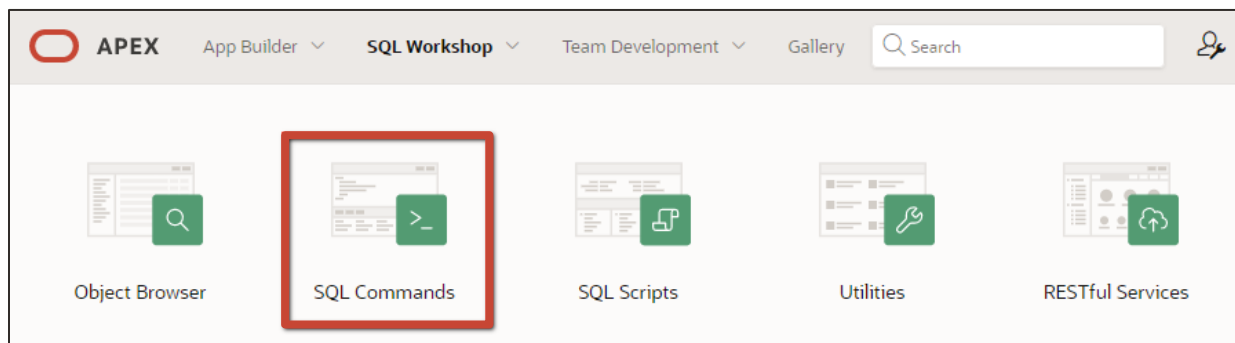 APEX App Builder SQL Workshop Team Development Gallery Search
Object Browser SQL Commands SQL Scripts Utilities RESTful Services